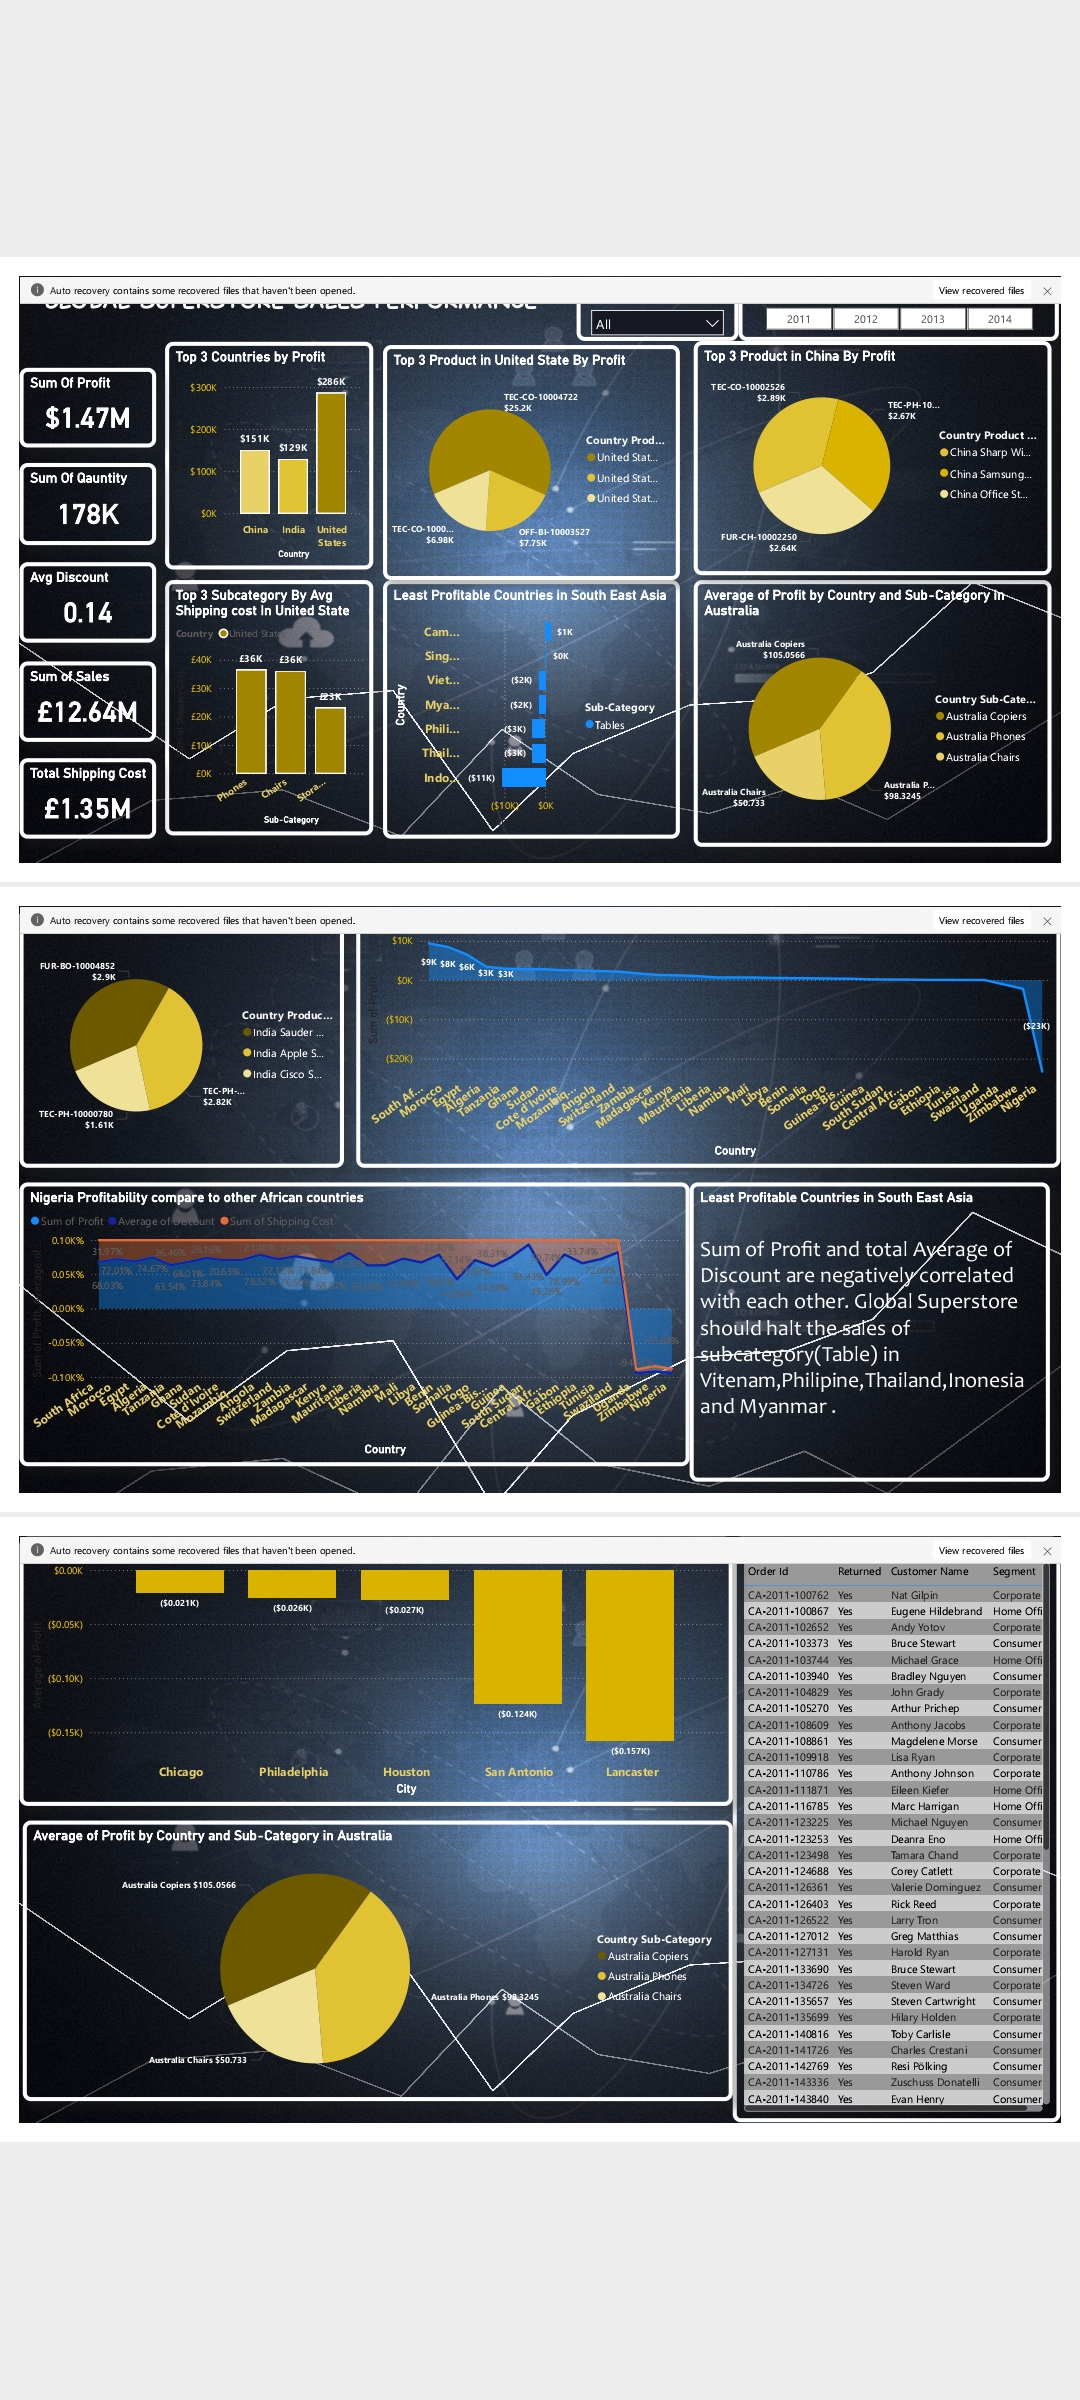 Auto recovery contains some recovered files that haven't been opened.
View recovered files
GLOBAL SUPERSTORE SALES PERFORMANCE
All
2011 2012 2013 2014
Sum Of Profit
$1.47M
Sum Of Qauntity
178K
Avg Discount
0.14
Sum of Sales
£12.64M
Total Shipping Cost
£1.35M
Top 3 Countries by Profit
$300K
$200K
$100K
$0K
$151K
$129K
$286K
China India United
States
Country
Top 3 Product in United State By Profit
TEC-CO-10004722
$25.2K
TEC-CO-1000...
$6.98K
OFF-BI-10003527
$7.75K
Country Prod...
United Stat...
United Stat...
United Stat...
Top 3 Product in China By Profit
TEC-CO-10002526
$2.89K
TEC-PH-10...
$2.67K
FUR-CH-10002250
$2.64K
Country Product ...
China Sharp Wi...
China Samsung...
China Office St...
Top 3 Subcategory By Avg
Shipping cost In United State
Country United State
£40K
£30K
£20K
£10K
£0K
£36K £36K
£23K
Phones Chairs Stora...
Sub-Category
Least Profitable Countries in South East Asia
Country
Cam... $1K
Sing... $0K
Viet... ($2K)
Mya... ($2K)
Phili... ($3K)
Thail... ($3K)
Indo... ($11K)
($10K) $0K
Sub-Category
Tables
Average of Profit by Country and Sub-Category in
Australia
Australia Copiers
$105.0566
Australia P...
$98.3245
Australia Chairs
$50.733
Country Sub-Cate...
Australia Copiers
Australia Phones
Australia Chairs
Auto recovery contains some recovered files that haven't been opened.
View recovered files
FUR-BO-10004852
$2.9K
TEC-PH-...
$2.82K
TEC-PH-10000780
$1.61K
Country Produc...
India Sauder ...
India Apple S...
India Cisco S...
Sum of Profit
$10K
$0K
($10K)
($20K)
$9K $8K $6K $3K $3K
($23K)
South Af... Morocco Egypt Algeria Tanzania Ghana Sudan Cote d'Ivoire Mozambiq... Angola Switzerland Zambia Madagascar Kenya Mauritania Liberia Namibia Mali Libya Benin Somalia Togo Guinea-Bis... Guinea South Sudan Central Afr... Gabon Ethiopia Tunisia Swaziland Uganda Zimbabwe Nigeria
Country
Nigeria Profitability compare to other African countries
Sum of Profit Average of Discount Sum of Shipping Cost
0.10K%
0.05K%
0.00K%
-0.05K%
-0.10K%
South Africa Morocco Egypt Algeria Tanzania Ghana Sudan Cote d'Ivoire Mozambique Angola Switzerland Zambia Madagascar Kenya Mauritania Liberia Namibia Mali Libya Somalia Togo Guinea-Bis... South Sudan Central Afr... Gabon Ethiopia Tunisia Swaziland Uganda Zimbabwe Nigeria
Country
Least Profitable Countries in South East Asia
Sum of Profit and total Average of
Discount are negatively correlated
with each other. Global Superstore
should halt the sales of
subcategory(Table) in
Vitenam,Philipine,Thailand,Inonesia
and Myanmar .
Auto recovery contains some recovered files that haven't been opened.
View recovered files
Average of Profit
$0.00K
($0.05K)
($0.10K)
($0.15K)
($0.021K)
($0.026K)
($0.027K)
($0.124K)
($0.157K)
Chicago Philadelphia Houston San Antonio Lancaster
City
Average of Profit by Country and Sub-Category in Australia
Australia Copiers $105.0566
Australia Phones $98.3245
Australia Chairs $50.733
Country Sub-Category
Australia Copiers
Australia Phones
Australia Chairs
Order Id Returned Customer Name Segment
CA-2011-100762 Yes Nat Gilpin Corporate
CA-2011-100867 Yes Eugene Hildebrand Home Offi
CA-2011-102652 Yes Andy Yotov Corporate
CA-2011-103373 Yes Bruce Stewart Consumer
CA-2011-103744 Yes Michael Grace Home Offi
CA-2011-103940 Yes Bradley Nguyen Consumer
CA-2011-104829 Yes John Grady Corporate
CA-2011-105270 Yes Arthur Prichep Consumer
CA-2011-108609 Yes Anthony Jacobs Corporate
CA-2011-108861 Yes Magdelene Morse Consumer
CA-2011-109918 Yes Lisa Ryan Corporate
CA-2011-110786 Yes Anthony Johnson Corporate
CA-2011-111871 Yes Eileen Kiefer Home Offi
CA-2011-116785 Yes Marc Harrigan Home Offi
CA-2011-123225 Yes Michael Nguyen Consumer
CA-2011-123253 Yes Deanra Eno Home Offi
CA-2011-123498 Yes Tamara Chand Corporate
CA-2011-124688 Yes Corey Catlett Corporate
CA-2011-126361 Yes Valerie Dominguez Consumer
CA-2011-126403 Yes Rick Reed Corporate
CA-2011-126522 Yes Larry Tron Consumer
CA-2011-127012 Yes Greg Matthias Consumer
CA-2011-127131 Yes Harold Ryan Corporate
CA-2011-133690 Yes Bruce Stewart Consumer
CA-2011-134726 Yes Steven Ward Corporate
CA-2011-135657 Yes Steven Cartwright Consumer
CA-2011-135699 Yes Hilary Holden Corporate
CA-2011-140816 Yes Toby Carlisle Consumer
CA-2011-141726 Yes Charles Crestani Consumer
CA-2011-142769 Yes Resi Pölking Consumer
CA-2011-143336 Yes Zuschuss Donatelli Consumer
CA-2011-143840 Yes Evan Henry Consumer